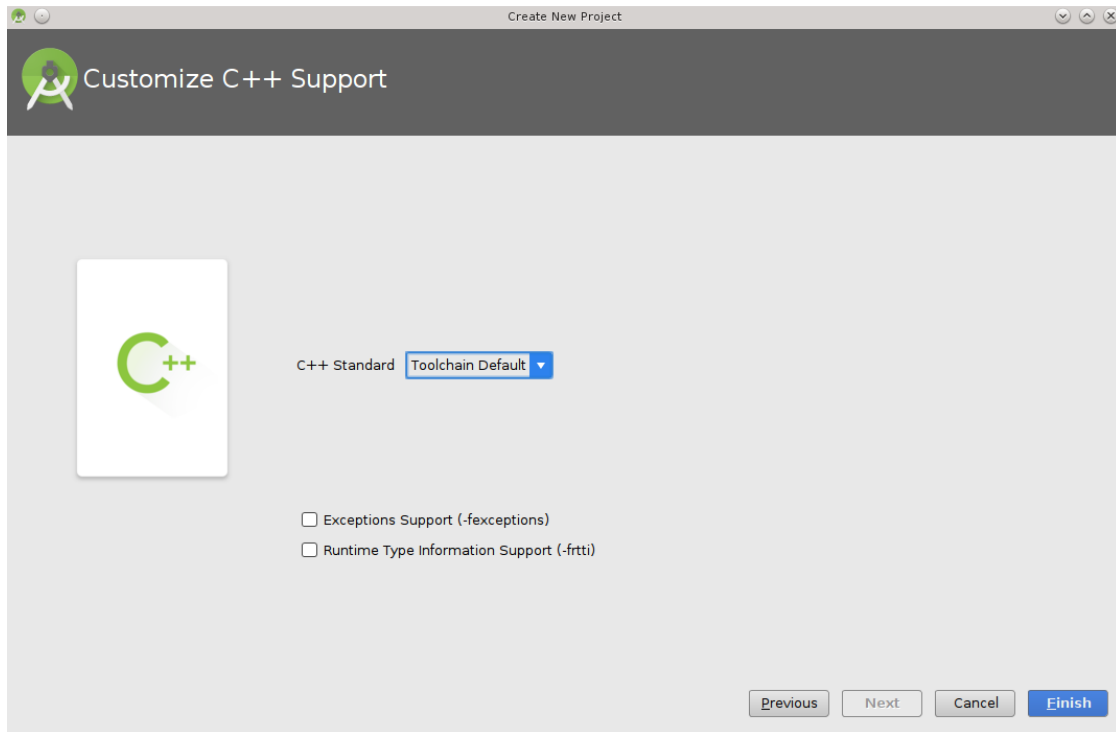 Create New Project
Customize C++ Support
C++
C++ Standard Toolchain Default
Exceptions Support (-fexceptions)
Runtime Type Information Support (-frtti)
Previous Next Cancel Finish